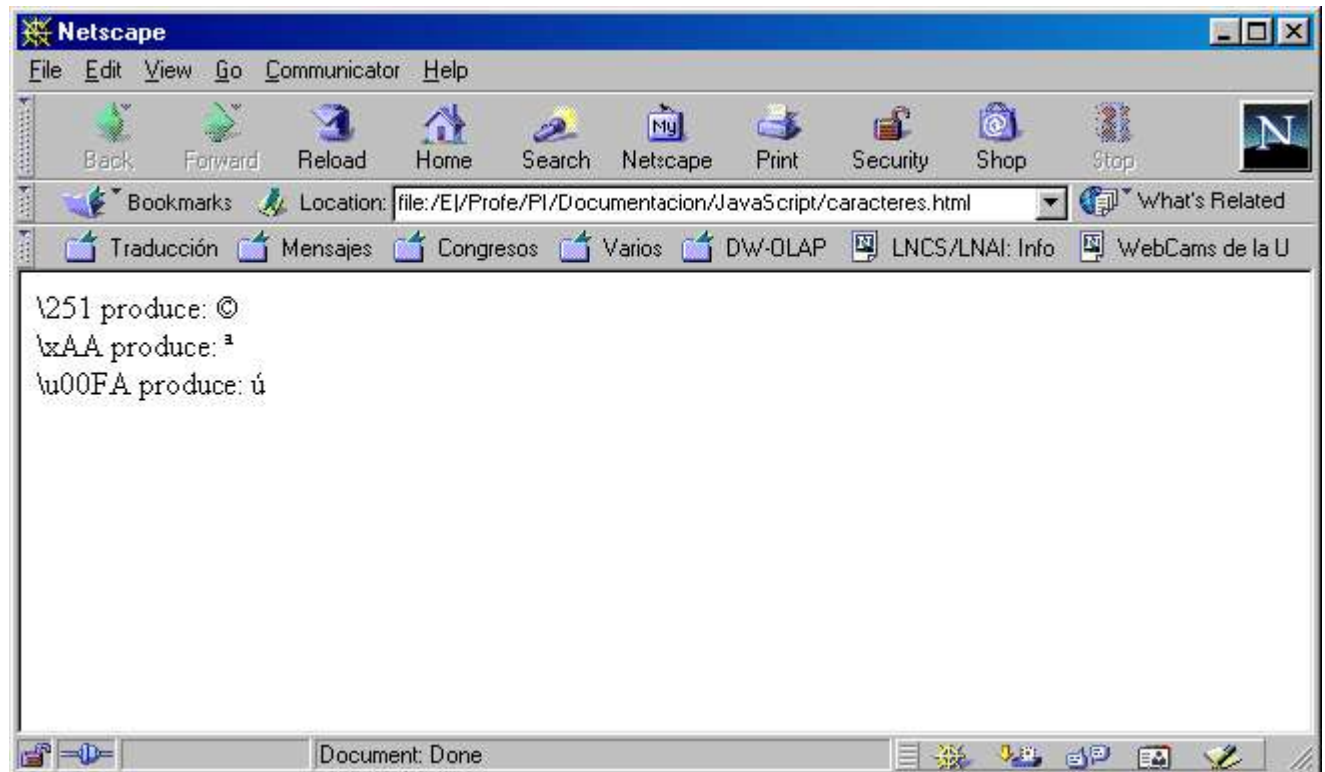 Netscape
File Edit View Go Communicator Help
Back Forward Reload Home Search Netscape Print Security Shop Stop
My
N
Bookmarks Location: file:/E|/Profe/PI/Documentacion/JavaScript/caracteres.html What's Related
Traducción Mensajes Congresos Varios DW-OLAP LNCS/LNAI: Info WebCams de la U
\251 produce: ©
\xAA produce: ª
\u00FA produce: ú
Document: Done